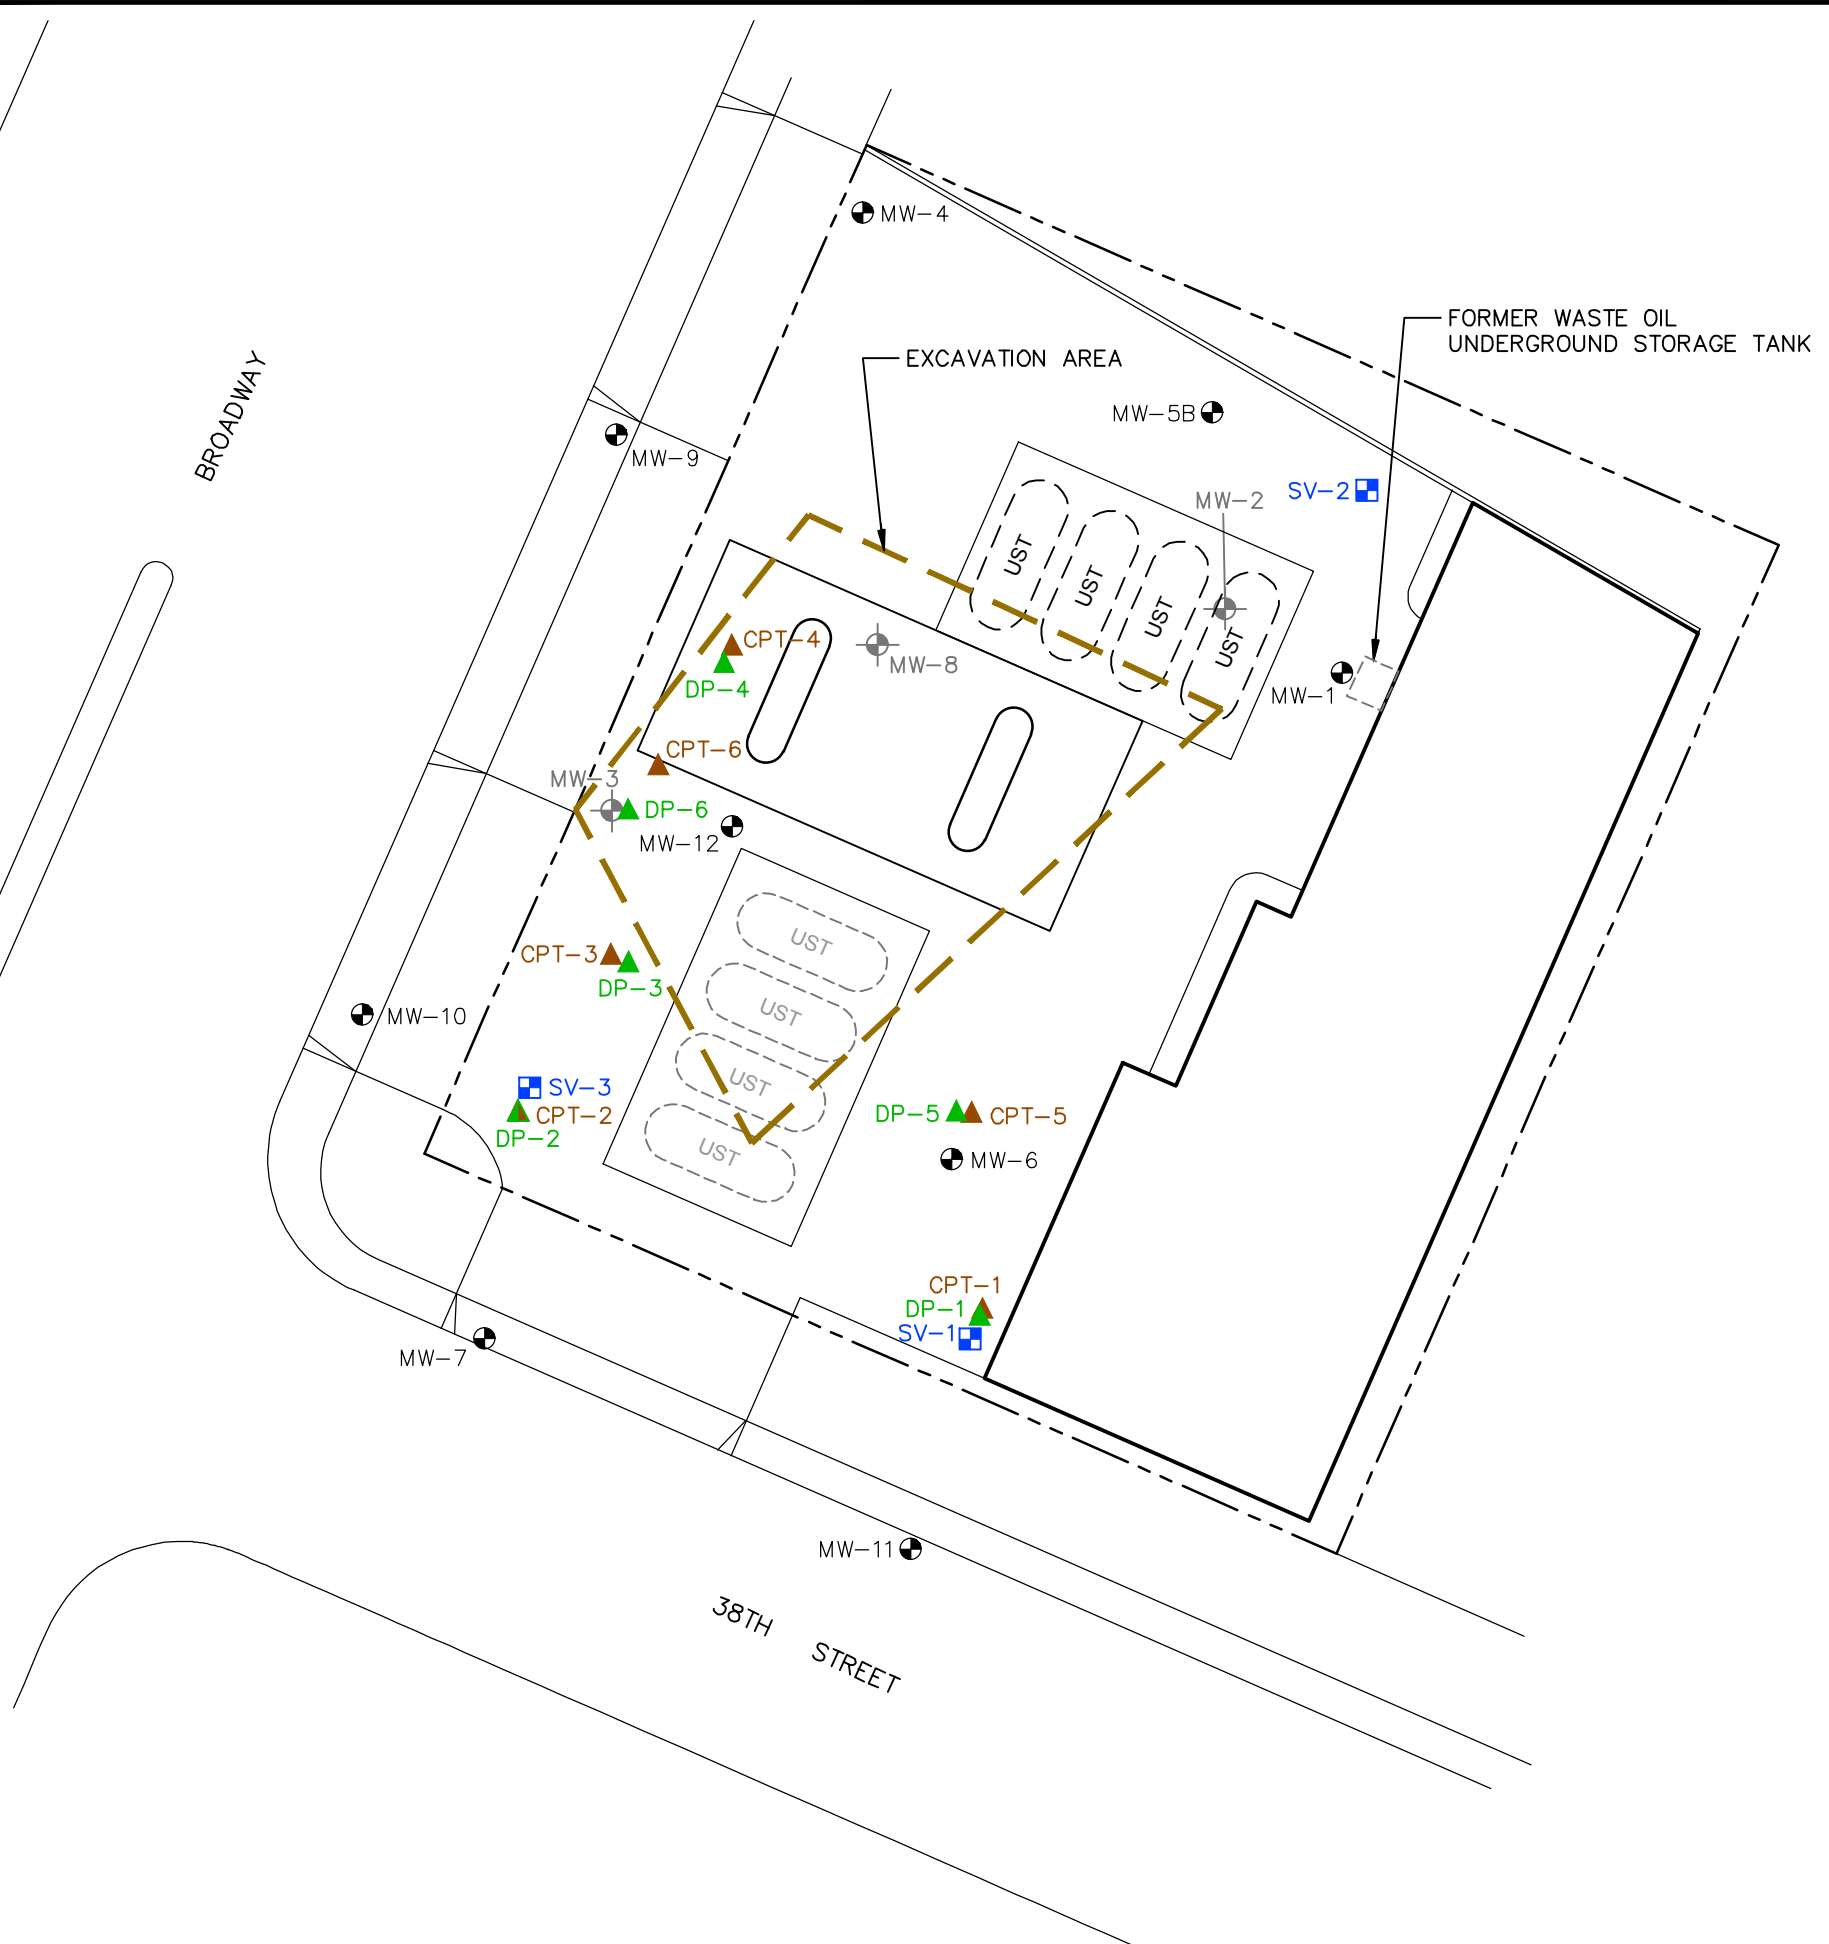 MW-4
FORMER WASTE OIL
UNDERGROUND STORAGE TANK
EXCAVATION AREA
BROADWAY
MW-5B
MW-9
SV-2
MW-2
UST
UST
UST
UST
CPT-4
MW-8
DP-4
MW-1
CPT-6
MW-3
DP-6
MW-12
UST
CPT-3
DP-3
UST
MW-10
UST
SV-3
CPT-2
DP-2
DP-5
CPT-5
UST
MW-6
CPT-1
DP-1
SV-1
MW-7
MW-11
38TH STREET